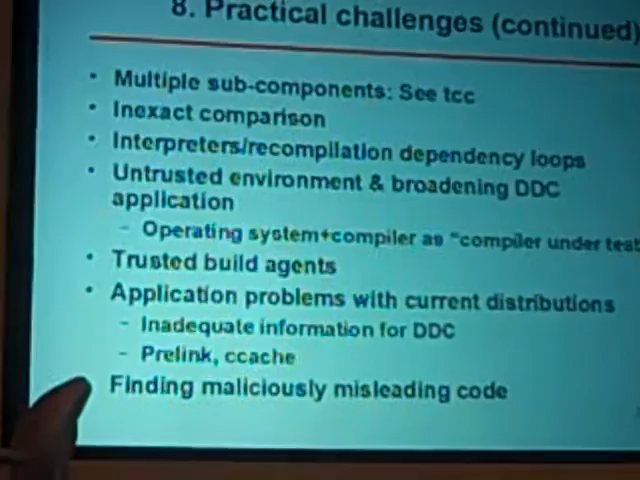 8. Practical challenges (continued)
• Multiple sub-components: See tcc
• Inexact comparison
• Interpreters/recompilation dependency loops
• Untrusted environment & broadening DDC
application
– Operating system+compiler as "compiler under test
• Trusted build agents
• Application problems with current distributions
– Inadequate information for DDC
– Prelink, ccache
Finding maliciously misleading code